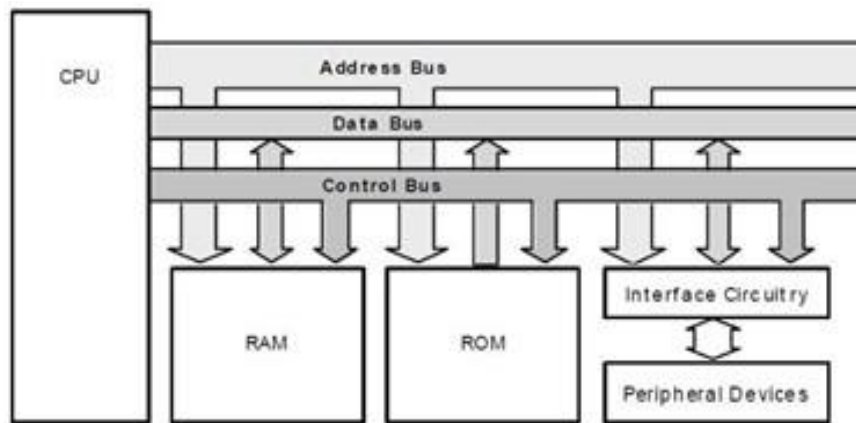 CPU
Address Bus
Data Bus
Control Bus
RAM
ROM
Interface Circuitry
Peripheral Devices